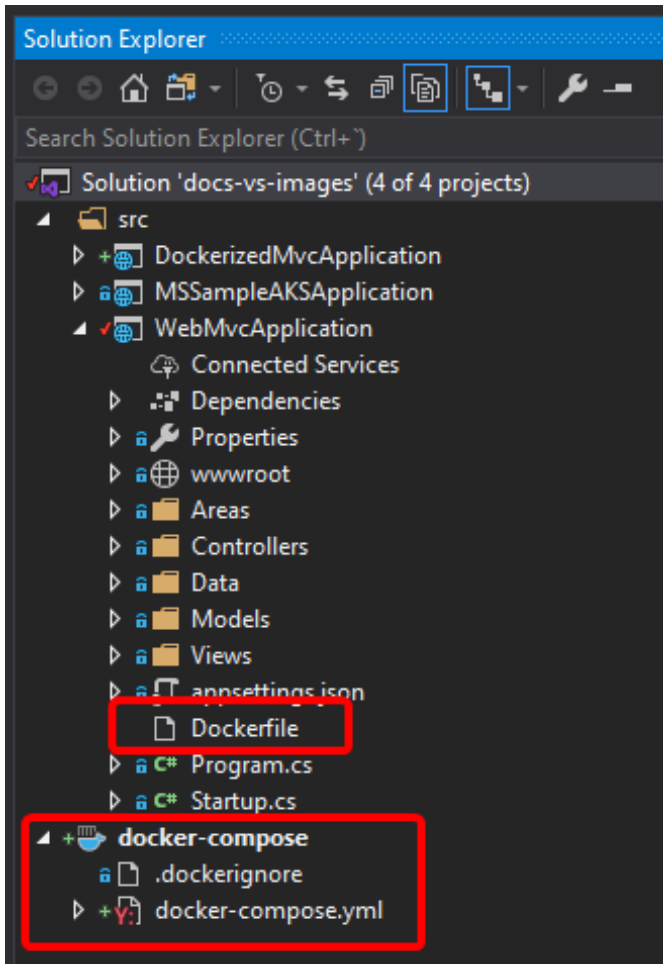 Solution Explorer
Search Solution Explorer (Ctrl+`)
Solution 'docs-vs-images' (4 of 4 projects)
src
DockerizedMvcApplication
MSSampleAKSApplication
WebMvcApplication
Connected Services
Dependencies
Properties
wwwroot
Areas
Controllers
Data
Models
Views
appsettings.json
Dockerfile
C# Program.cs
C# Startup.cs
docker-compose
.dockerignore
docker-compose.yml